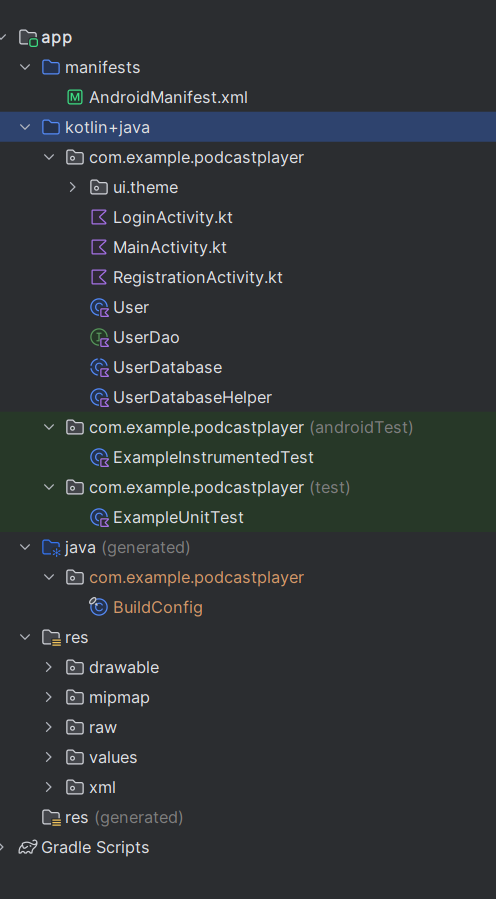 app
manifests
AndroidManifest.xml
kotlin+java
com.example.podcastplayer
ui.theme
LoginActivity.kt
MainActivity.kt
RegistrationActivity.kt
User
UserDao
UserDatabase
UserDatabaseHelper
com.example.podcastplayer (androidTest)
ExampleInstrumentedTest
com.example.podcastplayer (test)
ExampleUnitTest
java (generated)
com.example.podcastplayer
BuildConfig
res
drawable
mipmap
raw
values
xml
res (generated)
Gradle Scripts